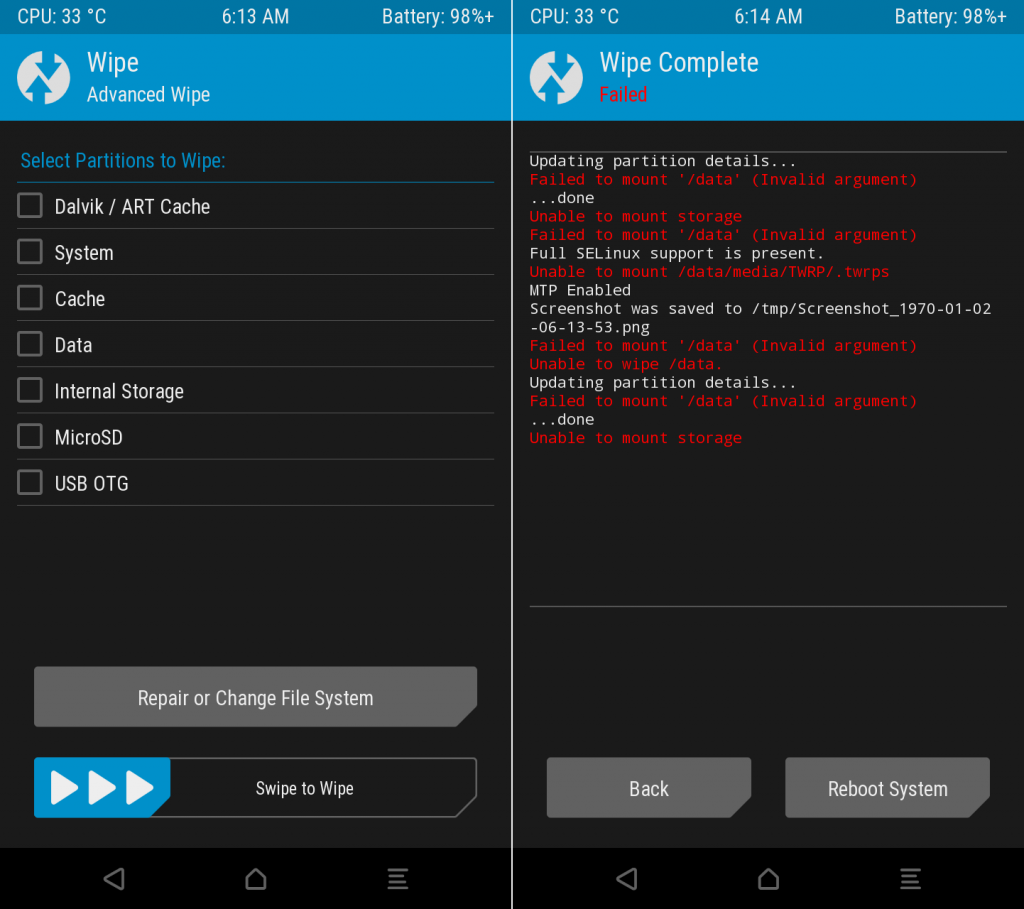 CPU: 33 °C 6:13 AM Battery: 98%+
Wipe
Advanced Wipe
Select Partitions to Wipe:
Dalvik / ART Cache
System
Cache
Data
Internal Storage
MicroSD
USB OTG
Repair or Change File System
Swipe to Wipe
CPU: 33 °C 6:14 AM Battery: 98%+
Wipe Complete
Failed
Updating partition details...
Failed to mount '/data' (Invalid argument)
...done
Unable to mount storage
Failed to mount '/data' (Invalid argument)
Full SELinux support is present.
Unable to mount /data/media/TWRP/.twrps
MTP Enabled
Screenshot was saved to /tmp/Screenshot_1970-01-02
-06-13-53.png
Failed to mount '/data' (Invalid argument)
Unable to wipe /data.
Updating partition details...
Failed to mount '/data' (Invalid argument)
...done
Unable to mount storage
Back
Reboot System